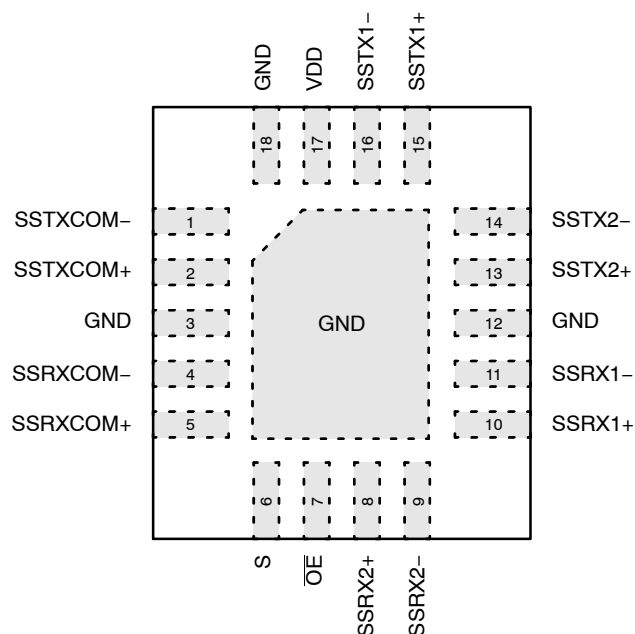 GND
VDD
SSTX1−
SSTX1+
18
17
16
15
SSTXCOM− 1
14 SSTX2−
SSTXCOM+ 2
13 SSTX2+
GND 3
GND
12 GND
SSRXCOM− 4
11 SSRX1−
SSRXCOM+ 5
10 SSRX1+
6
7
8
9
S
O̅E̅
SSRX2+
SSRX2−